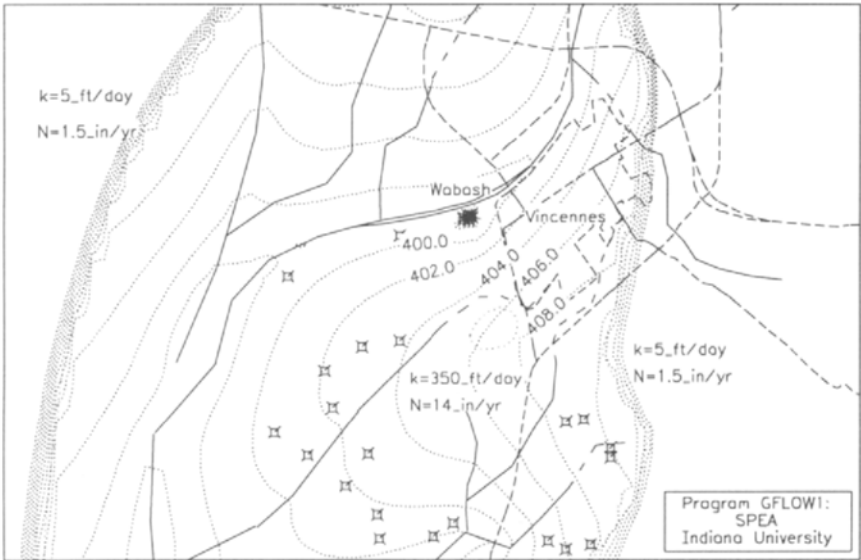 k=5_ft/day
N=1.5_in/yr
Wabash
Vincennes
400.0
402.0
404.0
406.0
408.0
k=5_ft/day
N=1.5_in/yr
k=350_ft/day
N=14_in/yr
Program GFLOW1:
SPEA
Indiana University